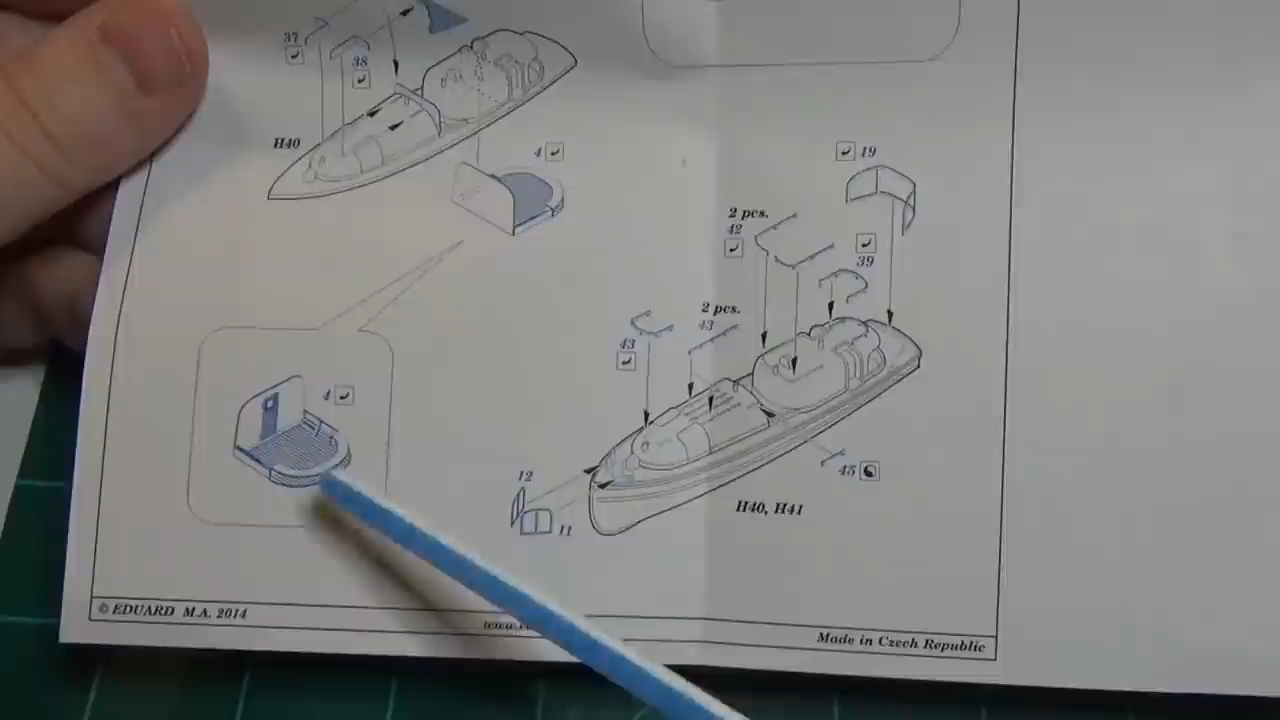 37
38
H40
4
19
2 pcs.
42
39
2 pcs.
43
43
4
12
11
45
H40, H41
© EDUARD M.A. 2014
Made in Czech Republic